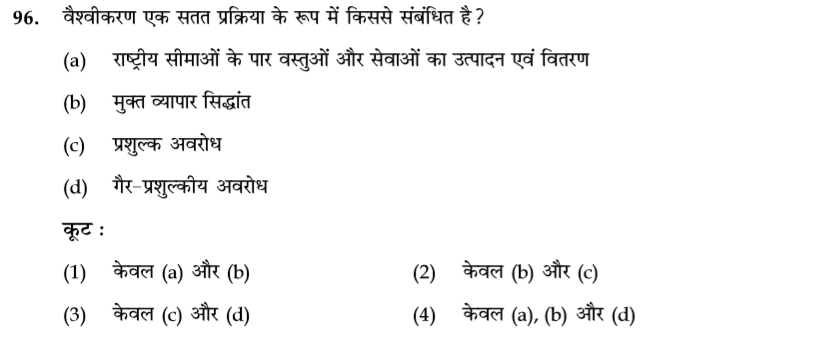 96. वैश्वीकरण एक सतत प्रक्रिया के रूप में किससे संबंधित है ?
(a) राष्ट्रीय सीमाओं के पार वस्तुओं और सेवाओं का उत्पादन एवं वितरण
(b) मुक्त व्यापार सिद्धांत
(c) प्रशुल्क अवरोध
(d) गैर-प्रशुल्कीय अवरोध
कूट :
(1) केवल (a) और (b) (2) केवल (b) और (c)
(3) केवल (c) और (d) (4) केवल (a), (b) और (d)